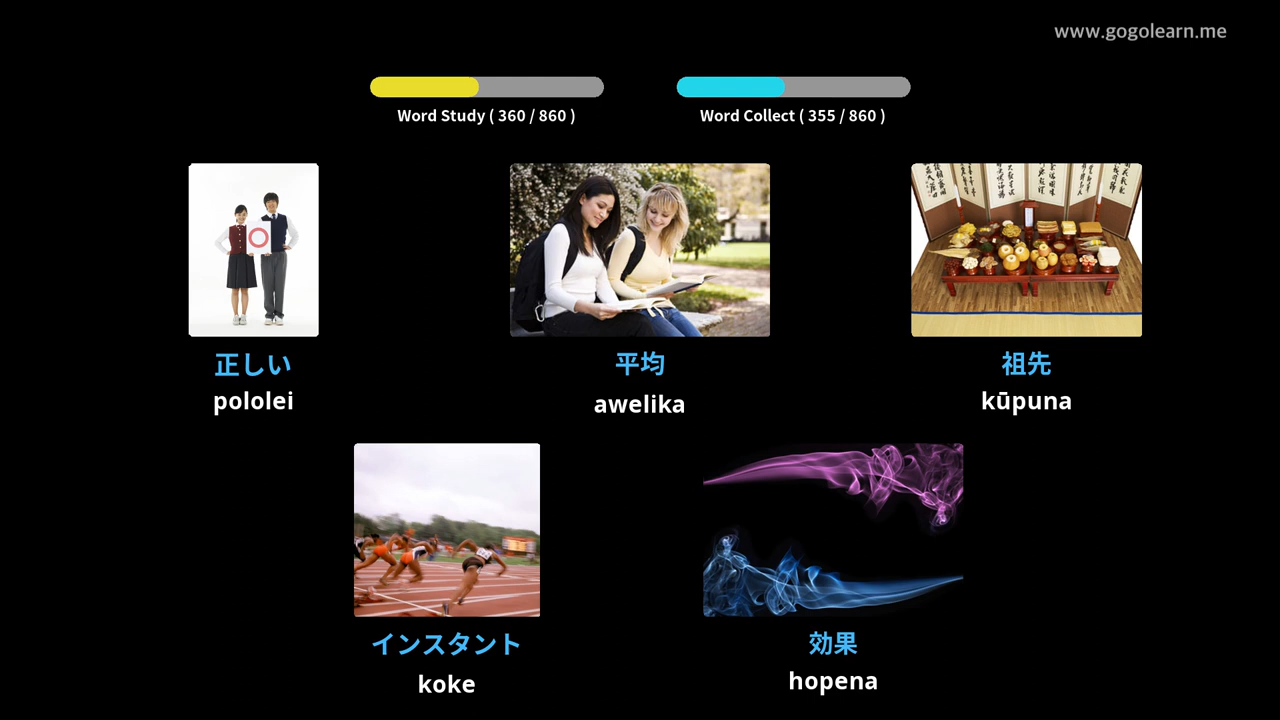 www.gogolearn.me
Word Study ( 360 / 860 )
Word Collect ( 355 / 860 )
正しい
pololei
平均
awelika
祖先
kūpuna
インスタント
koke
効果
hopena